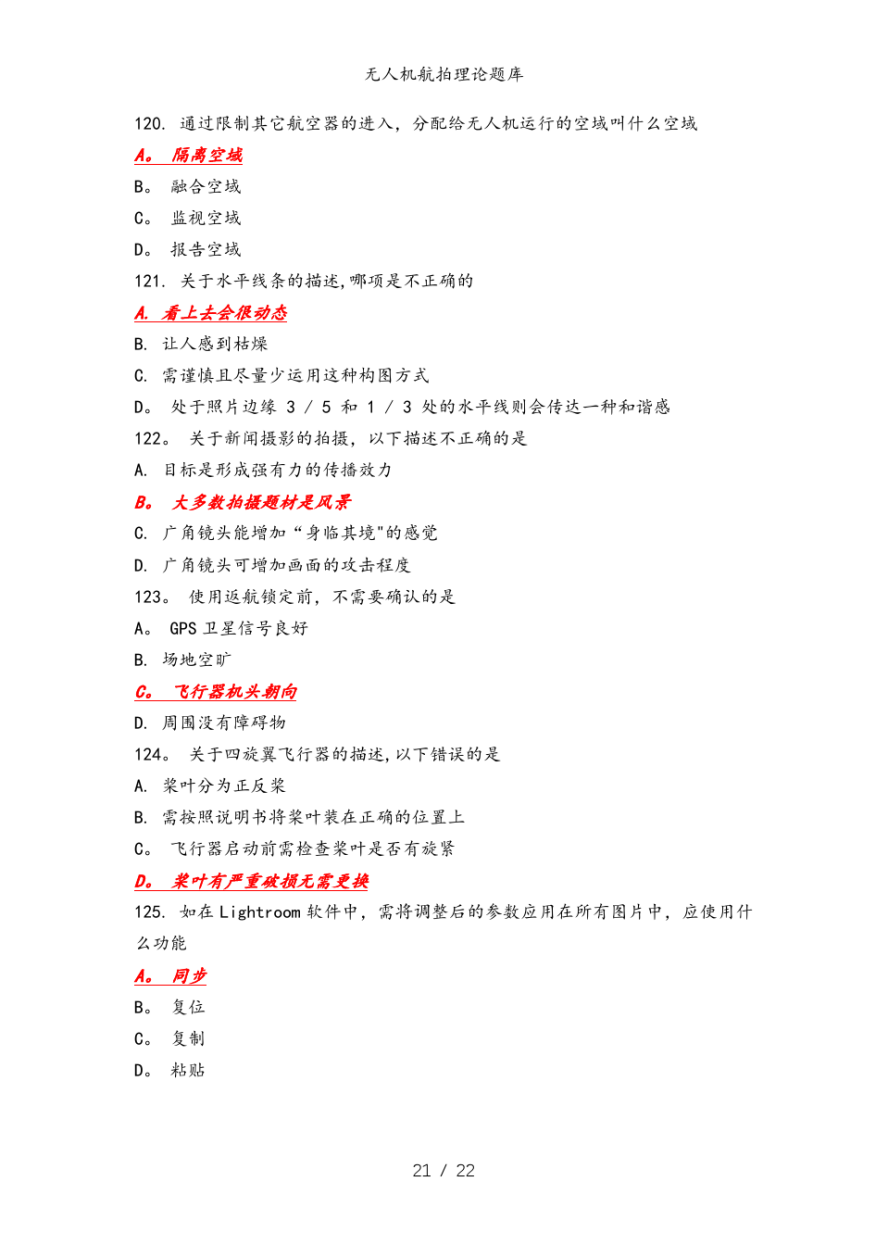 无人机航拍理论题库
120. 通过限制其它航空器的进入，分配给无人机运行的空域叫什么空域
A。 隔离空域
B。 融合空域
C。 监视空域
D。 报告空域
121. 关于水平线条的描述,哪项是不正确的
A. 看上去会很动态
B. 让人感到枯燥
C. 需谨慎且尽量少运用这种构图方式
D。 处于照片边缘 3 / 5 和 1 / 3 处的水平线则会传达一种和谐感
122。 关于新闻摄影的拍摄，以下描述不正确的是
A. 目标是形成强有力的传播效力
B。 大多数拍摄题材是风景
C. 广角镜头能增加“身临其境"的感觉
D. 广角镜头可增加画面的攻击程度
123。 使用返航锁定前，不需要确认的是
A。 GPS 卫星信号良好
B. 场地空旷
C。 飞行器机头朝向
D. 周围没有障碍物
124。 关于四旋翼飞行器的描述,以下错误的是
A. 桨叶分为正反桨
B. 需按照说明书将桨叶装在正确的位置上
C。 飞行器启动前需检查桨叶是否有旋紧
D。 桨叶有严重破损无需更换
125. 如在 Lightroom 软件中，需将调整后的参数应用在所有图片中，应使用什
么功能
A。 同步
B。 复位
C。 复制
D。 粘贴
21 / 22